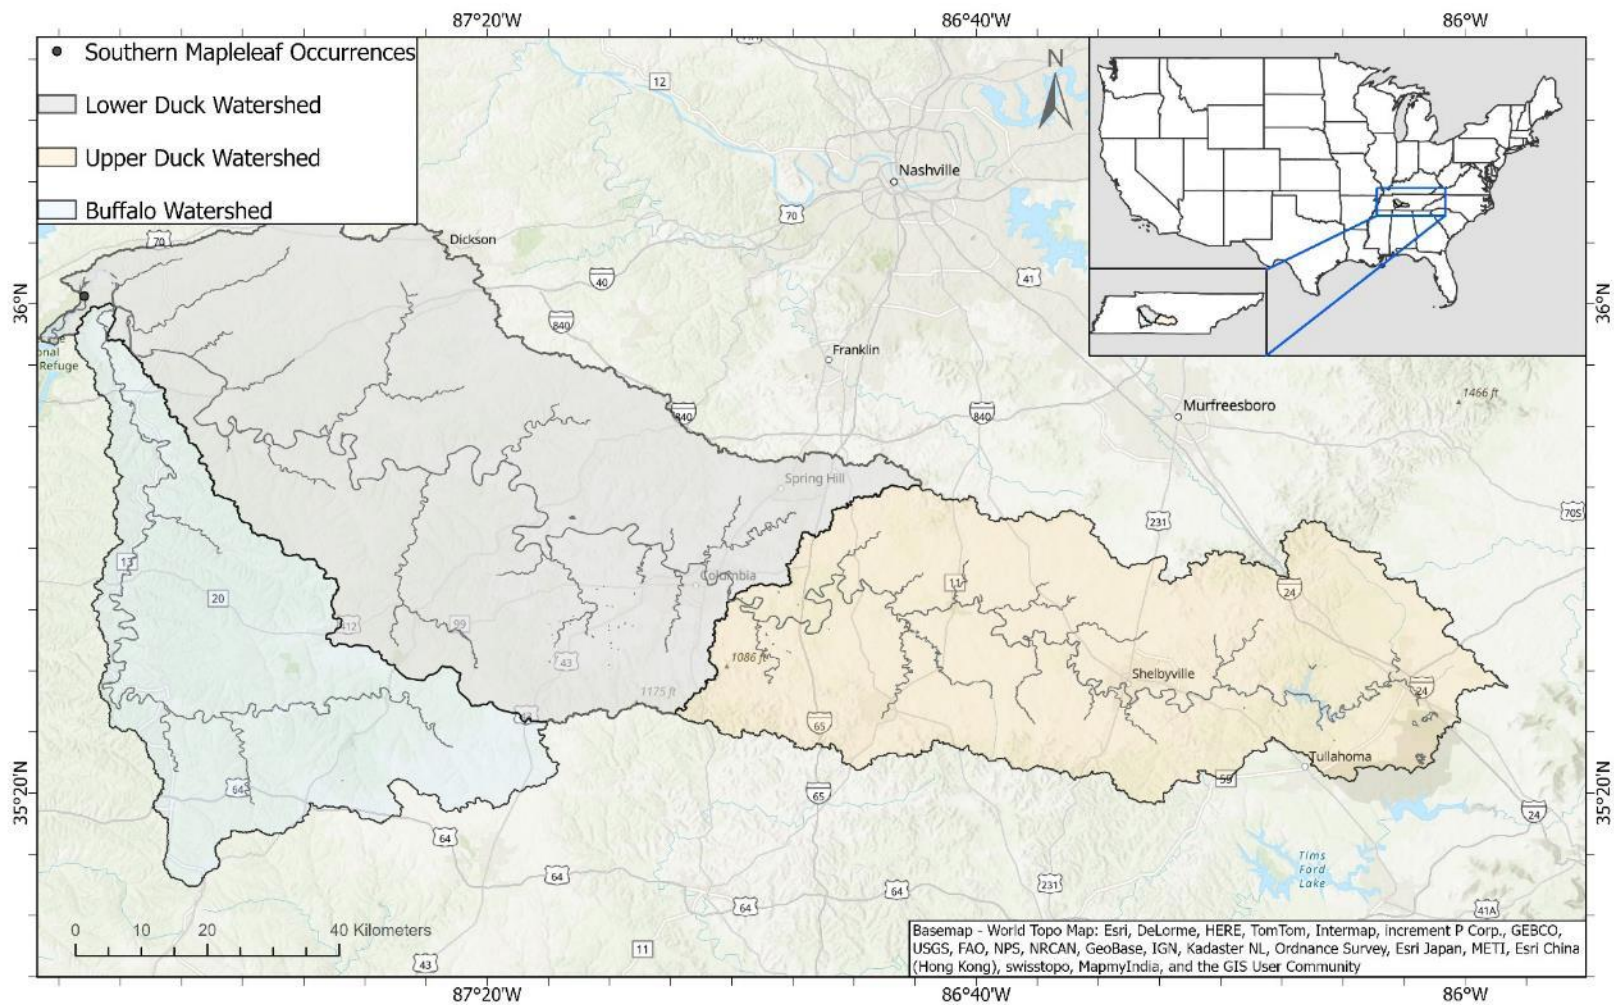 87°20'W
86°40'W
86°W
Southern Mapleleaf Occurrences
Lower Duck Watershed
Upper Duck Watershed
Buffalo Watershed
12
N
Nashville
70
70
Dickson
40
41
36°N
36°N
840
onal
Refuge
Franklin
840
840
Murfreesboro
1466 ft
Spring Hill
231
70S
13
Columbia
11
24
20
99
43
1086 ft
1175 ft
Shelbyville
24
65
Tullahoma
35°20'N
35°20'N
64
65
24
64
64
64
64
231
Tims
Ford
Lake
41A
0 10 20 40 Kilometers
11
43
Basemap - World Topo Map: Esri, DeLorme, HERE, TomTom, Intermap, increment P Corp., GEBCO,
USGS, FAO, NPS, NRCAN, GeoBase, IGN, Kadaster NL, Ordnance Survey, Esri Japan, METI, Esri China
(Hong Kong), swisstopo, MapmyIndia, and the GIS User Community
87°20'W
86°40'W
86°W